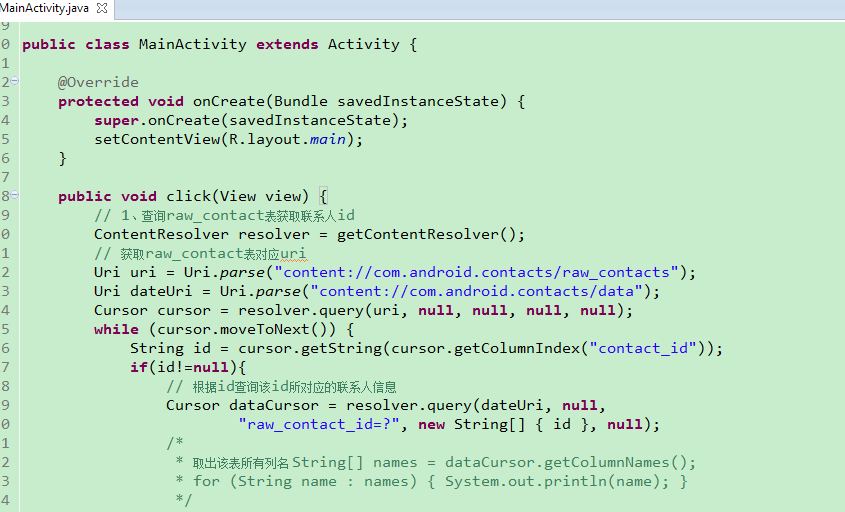 MainActivity.java
9
0 public class MainActivity extends Activity {
1
2     @Override
3     protected void onCreate(Bundle savedInstanceState) {
4         super.onCreate(savedInstanceState);
5         setContentView(R.layout.main);
6     }
7
8     public void click(View view) {
9         // 1、查询raw_contact表获取联系人id
0         ContentResolver resolver = getContentResolver();
1         // 获取raw_contact表对应uri
2         Uri uri = Uri.parse("content://com.android.contacts/raw_contacts");
3         Uri dateUri = Uri.parse("content://com.android.contacts/data");
4         Cursor cursor = resolver.query(uri, null, null, null, null);
5         while (cursor.moveToNext()) {
6             String id = cursor.getString(cursor.getColumnIndex("contact_id"));
7             if(id!=null){
8                 // 根据id查询该id所对应的联系人信息
9                 Cursor dataCursor = resolver.query(dateUri, null,
0                         "raw_contact_id=?", new String[] { id }, null);
1                 /*
2                  * 取出该表所有列名 String[] names = dataCursor.getColumnNames();
3                  * for (String name : names) { System.out.println(name); }
4                  */